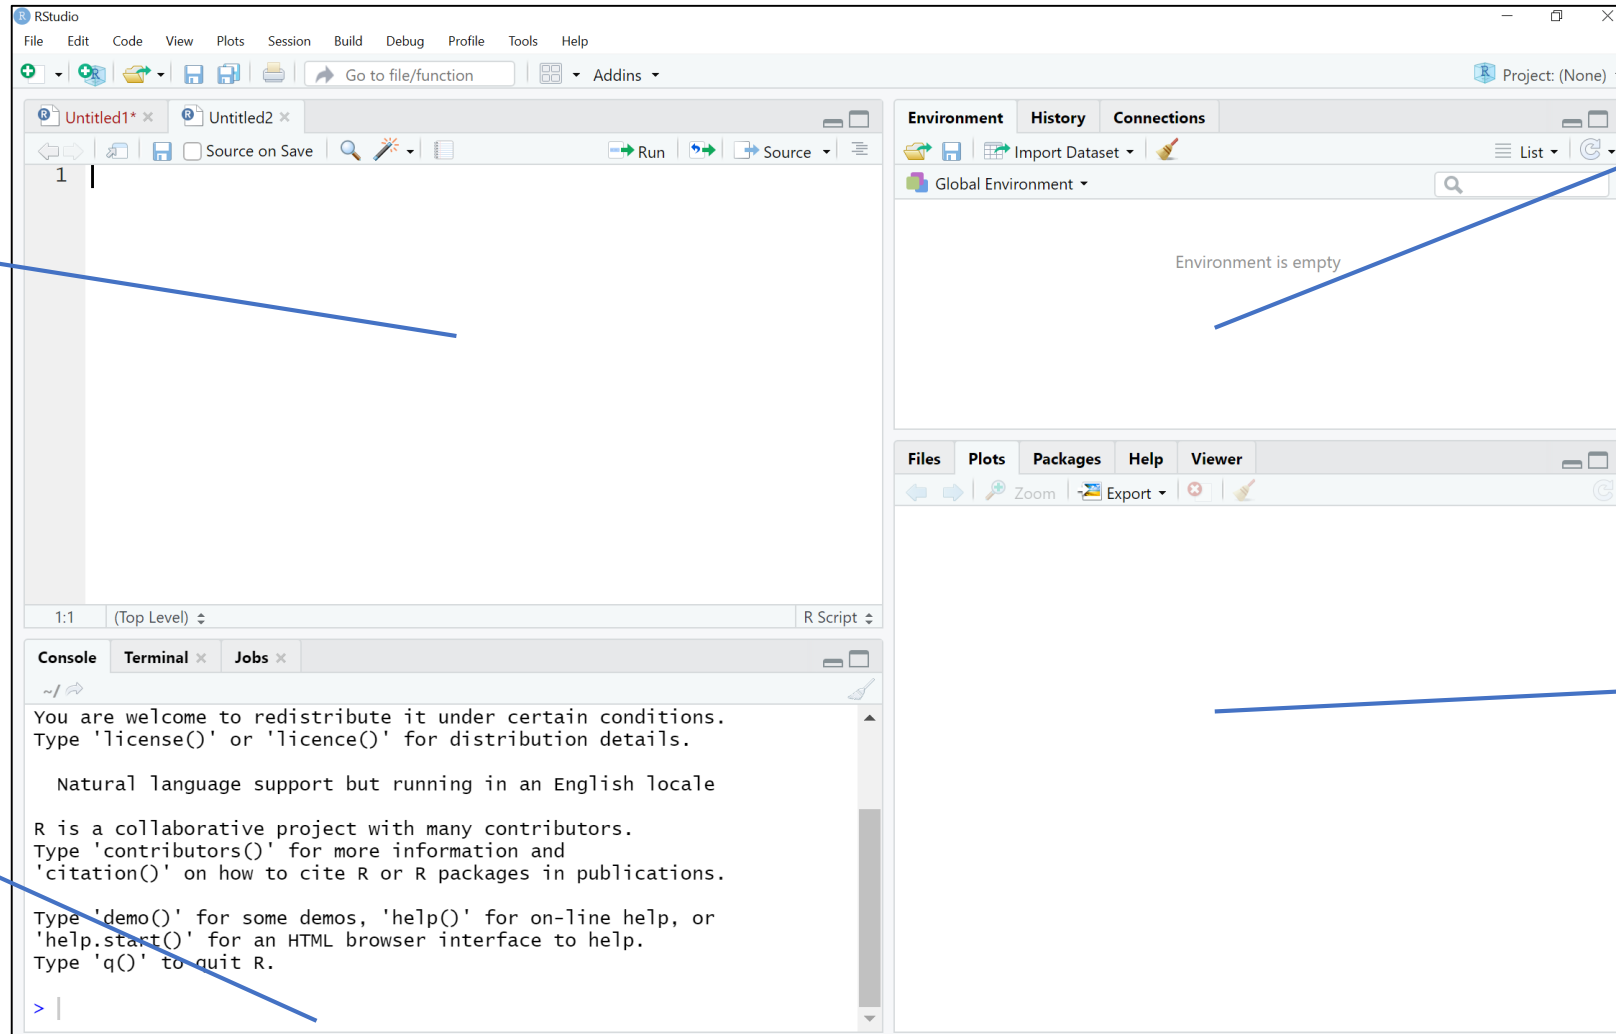 RStudio
File Edit Code View Plots Session Build Debug Profile Tools Help
Go to file/function Addins Project: (None)
Untitled1* Untitled2
Source on Save Run Source
1
1:1 (Top Level) R Script
Console Terminal Jobs
~/
You are welcome to redistribute it under certain conditions.
Type 'license()' or 'licence()' for distribution details.
Natural language support but running in an English locale
R is a collaborative project with many contributors.
Type 'contributors()' for more information and
'citation()' on how to cite R or R packages in publications.
Type 'demo()' for some demos, 'help()' for on-line help, or
'help.start()' for an HTML browser interface to help.
Type 'q()' to quit R.
>
Environment History Connections
Import Dataset List
Global Environment
Environment is empty
Files Plots Packages Help Viewer
Zoom Export